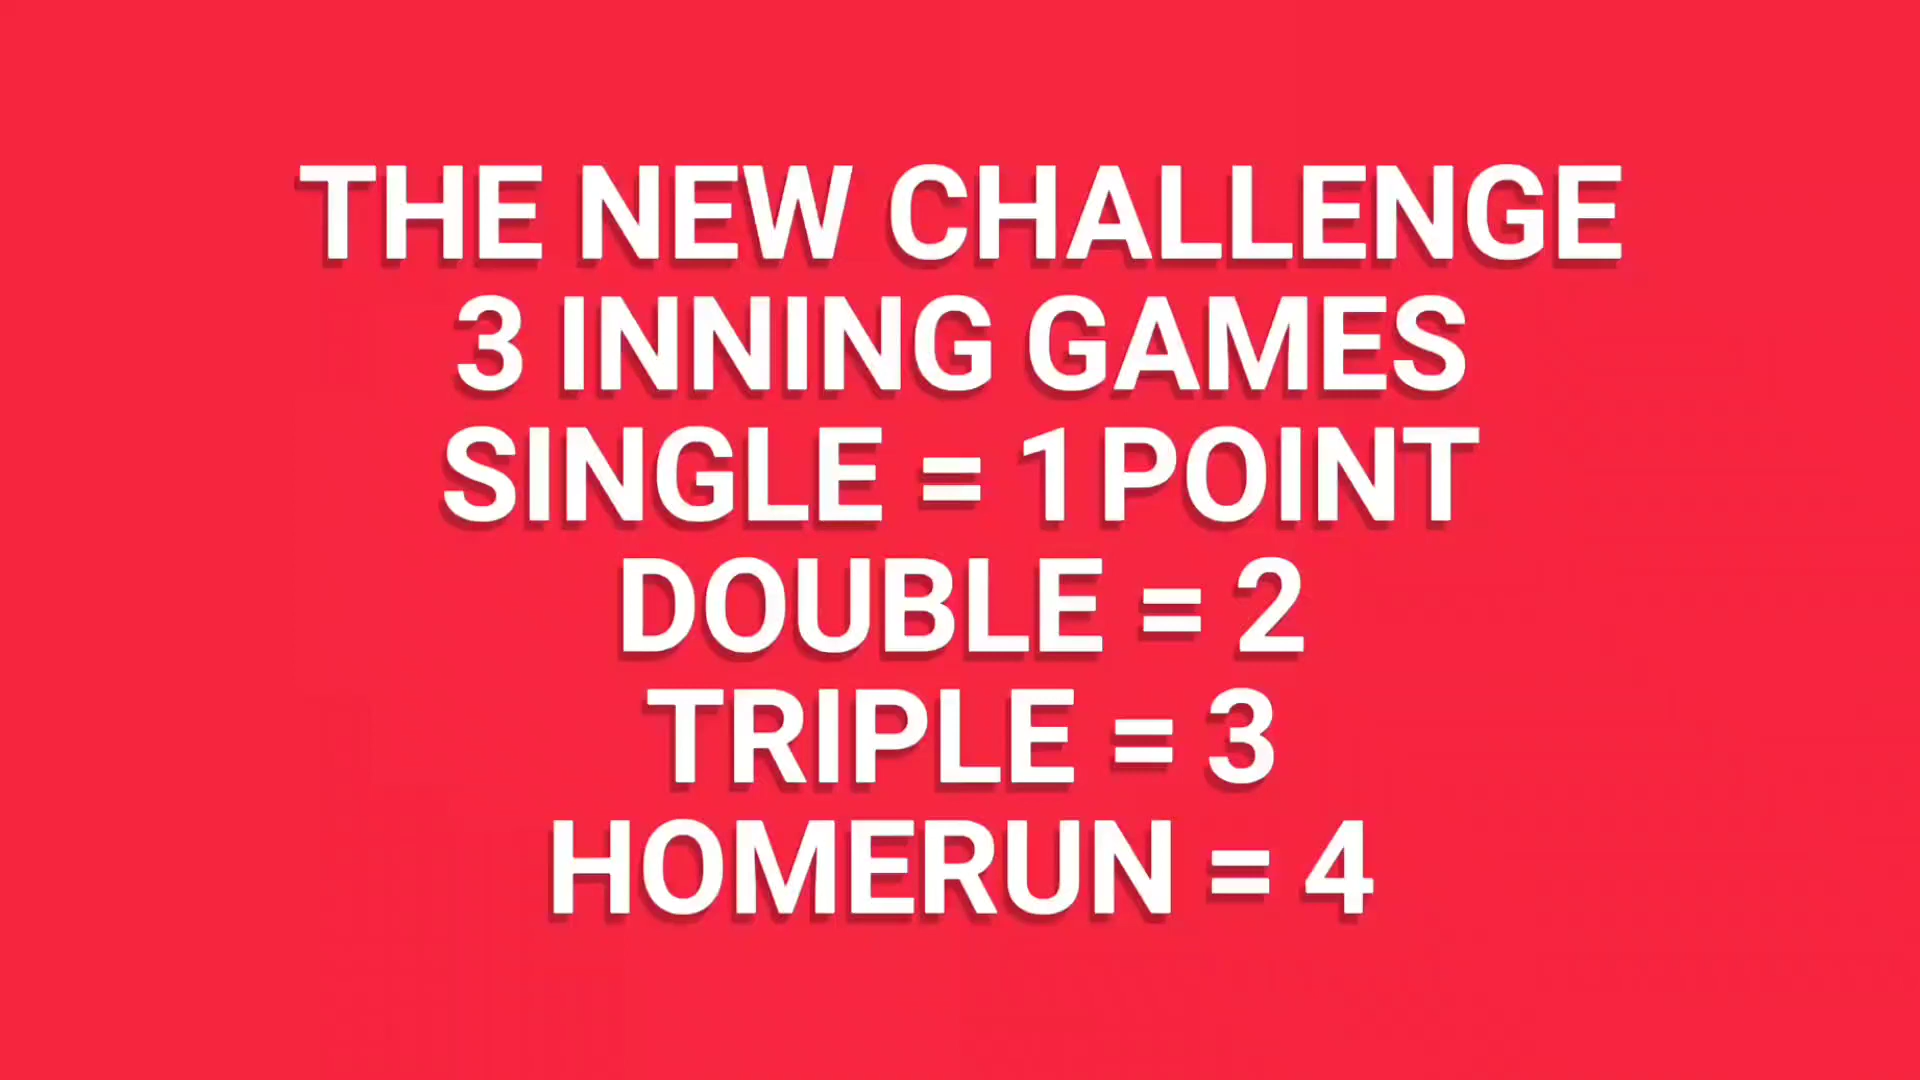 THE NEW CHALLENGE
3 INNING GAMES
SINGLE = 1 POINT
DOUBLE = 2
TRIPLE = 3
HOMERUN = 4